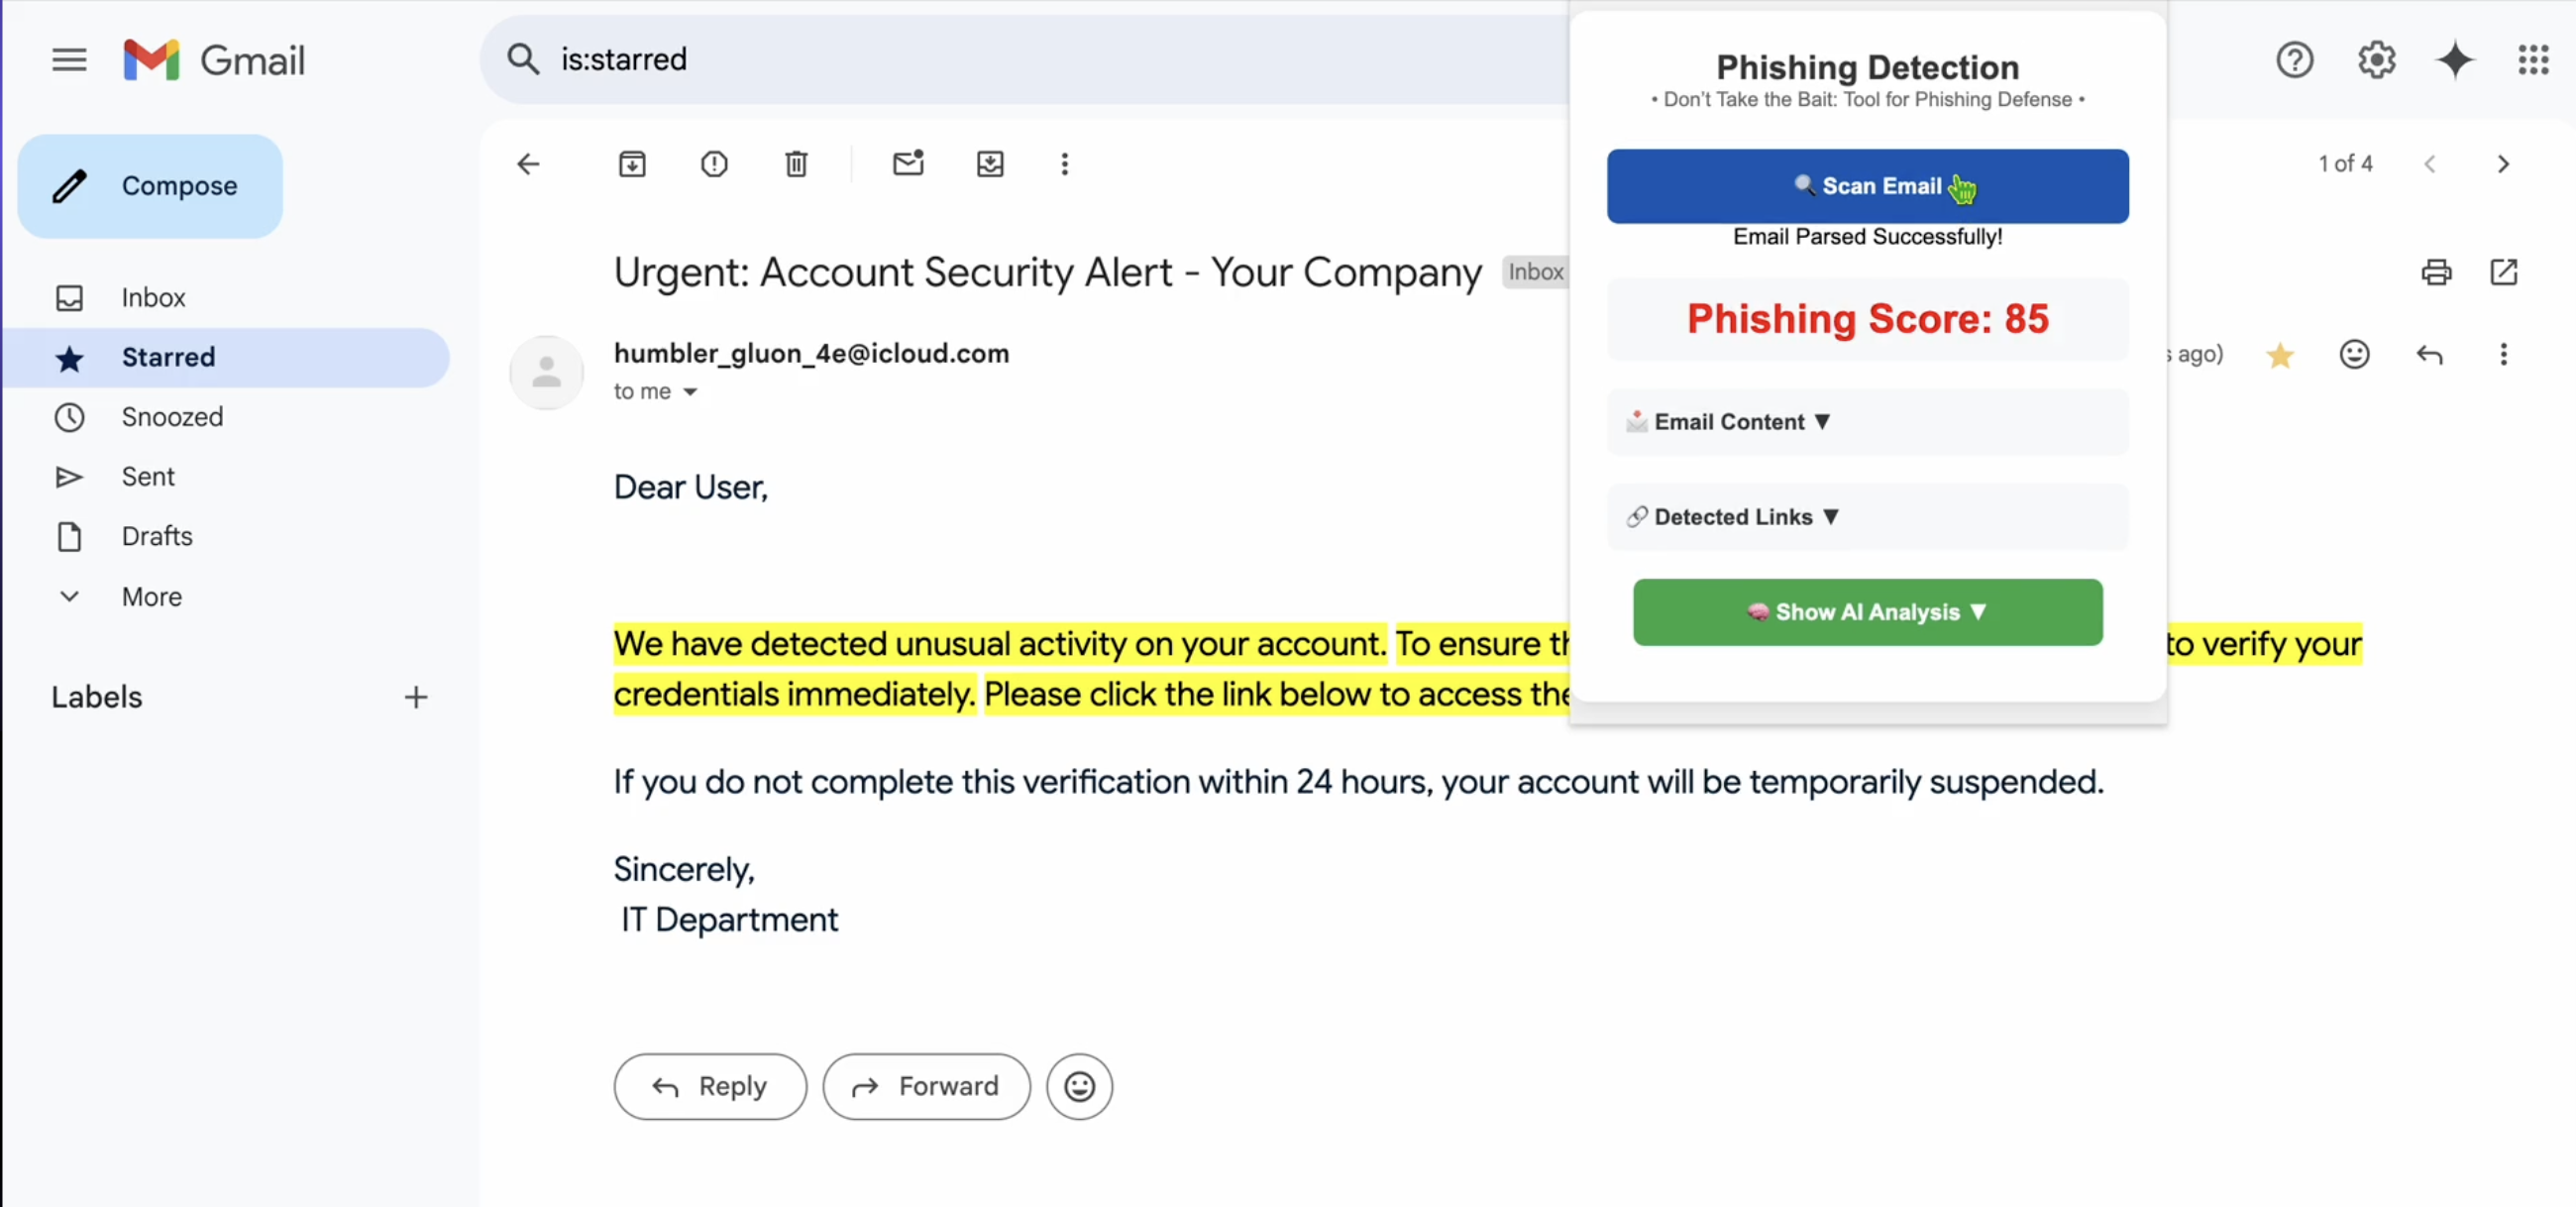 Gmail
is:starred
Compose
Inbox
Starred
Snoozed
Sent
Drafts
More
Labels
1 of 4
Urgent: Account Security Alert - Your Company
Inbox
humbler_gluon_4e@icloud.com
ago)
to me
Dear User,
We have detected unusual activity on your account. To ensure to verify your
credentials immediately. Please click the link below to access
If you do not complete this verification within 24 hours, your account will be temporarily suspended.
Sincerely,
IT Department
Reply
Forward
Phishing Detection
• Don't Take the Bait: Tool for Phishing Defense •
Scan Email
Email Parsed Successfully!
Phishing Score: 85
Email Content ▼
Detected Links ▼
Show AI Analysis ▼